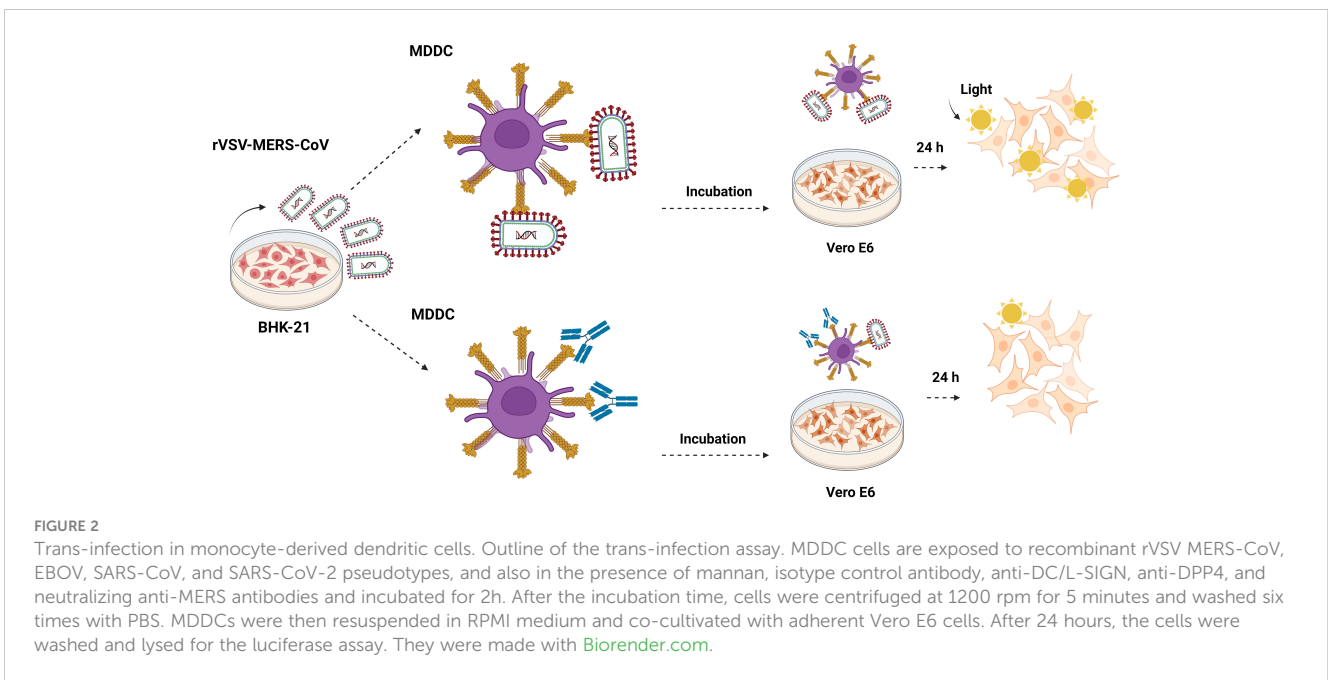 MDDC
rVSV-MERS-CoV
BHK-21
Incubation
Vero E6
24 h
Light
MDDC
Incubation
Vero E6
24 h
FIGURE 2
Trans-infection in monocyte-derived dendritic cells. Outline of the trans-infection assay. MDDC cells are exposed to recombinant rVSV MERS-CoV,
EBOV, SARS-CoV, and SARS-CoV-2 pseudotypes, and also in the presence of mannan, isotype control antibody, anti-DC/L-SIGN, anti-DPP4, and
neutralizing anti-MERS antibodies and incubated for 2h. After the incubation time, cells were centrifuged at 1200 rpm for 5 minutes and washed six
times with PBS. MDDCs were then resuspended in RPMI medium and co-cultivated with adherent Vero E6 cells. After 24 hours, the cells were
washed and lysed for the luciferase assay. They were made with Biorender.com.